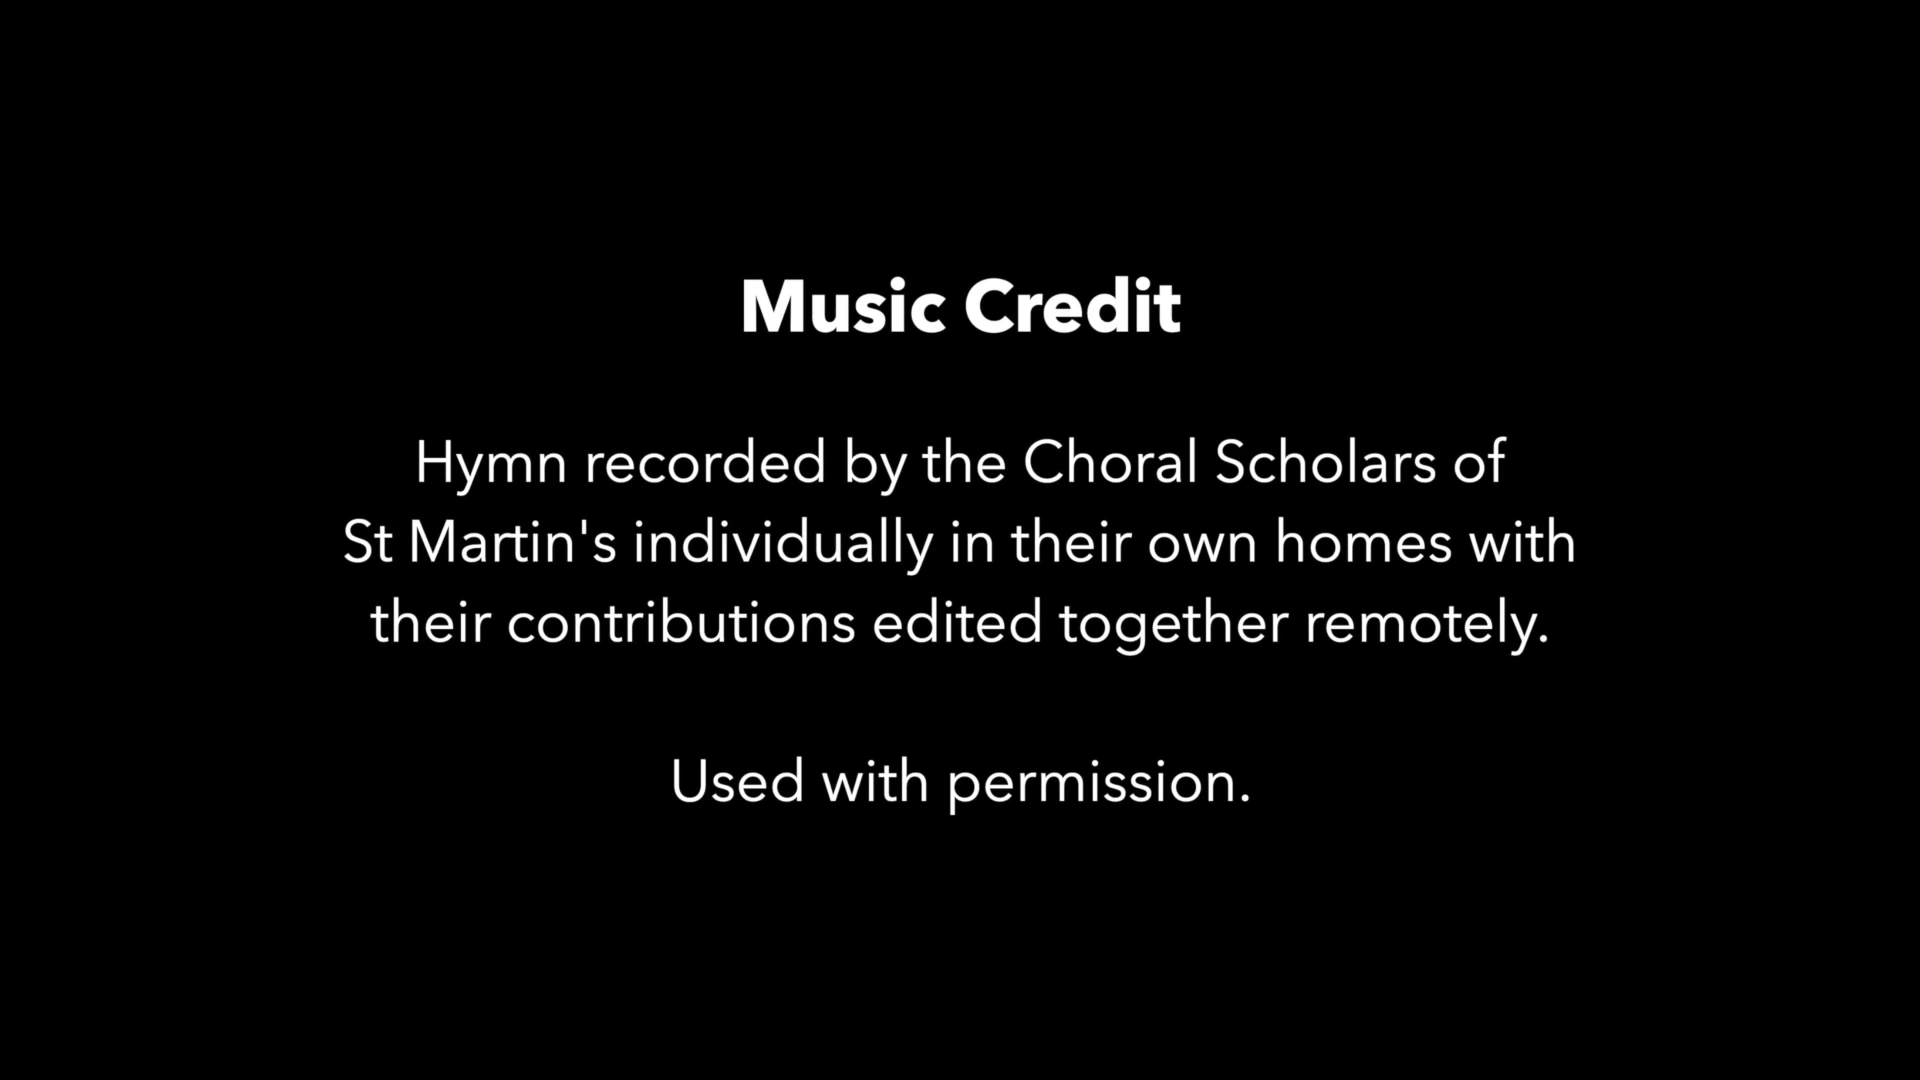 Music Credit
Hymn recorded by the Choral Scholars of
St Martin's individually in their own homes with
their contributions edited together remotely.
Used with permission.